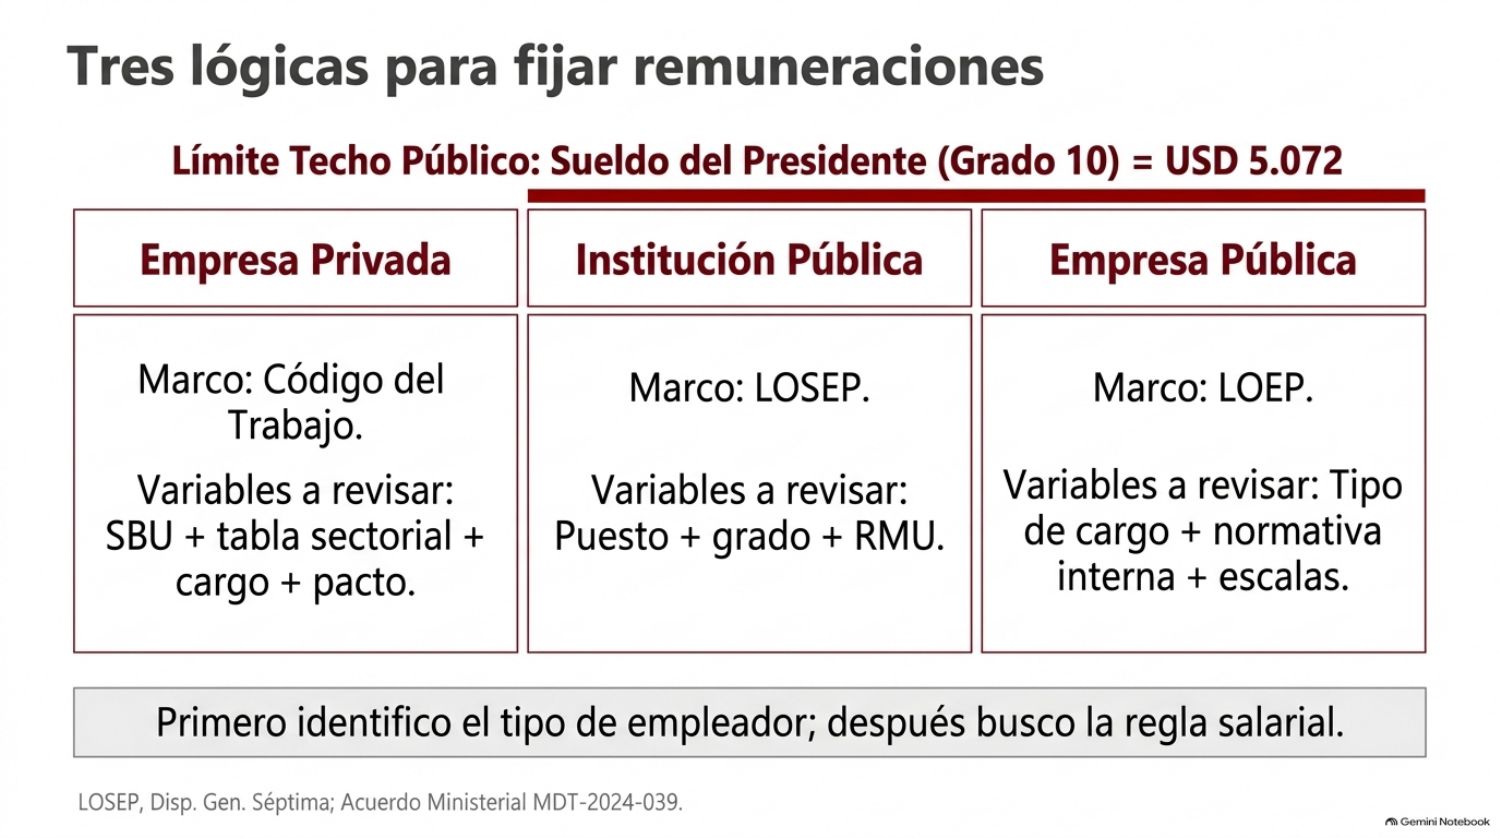 Tres lógicas para fijar remuneraciones
Límite Techo Público: Sueldo del Presidente (Grado 10) = USD 5.072
Empresa Privada
Marco: Código del
Trabajo.
Variables a revisar:
SBU + tabla sectorial +
cargo + pacto.
Institución Pública
Marco: LOSEP.
Variables a revisar:
Puesto + grado + RMU.
Empresa Pública
Marco: LOEP.
Variables a revisar: Tipo
de cargo + normativa
interna + escalas.
Primero identifico el tipo de empleador; después busco la regla salarial.
LOSEP, Disp. Gen. Séptima; Acuerdo Ministerial MDT-2024-039.
Gemini Notebook